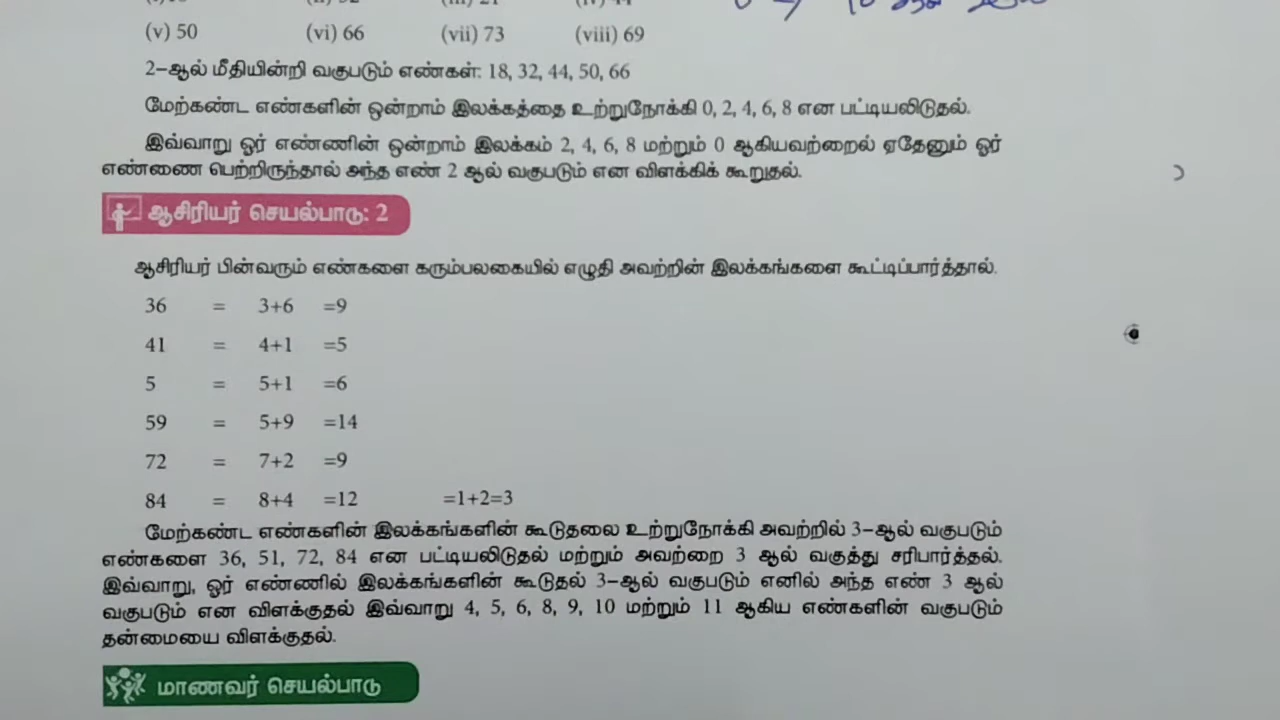 (v) 50 (vi) 66 (vii) 73 (viii) 69
2-ஆல் மீதியின்றி வகுபடும் எண்கள்: 18, 32, 44, 50, 66
மேற்கண்ட எண்களின் ஒன்றாம் இலக்கத்தை உற்றுநோக்கி 0, 2, 4, 6, 8 என பட்டியலிடுதல்.
இவ்வாறு ஓர் எண்ணின் ஒன்றாம் இலக்கம் 2, 4, 6, 8 மற்றும் 0 ஆகியவற்றைல் ஏதேனும் ஓர்
எண்ணை பெற்றிருந்தால் அந்த எண் 2 ஆல் வகுபடும் என விளக்கிக் கூறுதல்.
ஆசிரியர் செயல்பாடு: 2
ஆசிரியர் பின்வரும் எண்களை கரும்பலகையில் எழுதி அவற்றின் இலக்கங்களை கூட்டிப்பார்த்தால்.
36 = 3+6 =9
41 = 4+1 =5
5 = 5+1 =6
59 = 5+9 =14
72 = 7+2 =9
84 = 8+4 =12 =1+2=3
மேற்கண்ட எண்களின் இலக்கங்களின் கூடுதலை உற்றுநோக்கி அவற்றில் 3-ஆல் வகுபடும்
எண்களை 36, 51, 72, 84 என பட்டியலிடுதல் மற்றும் அவற்றை 3 ஆல் வகுத்து சரிபார்த்தல்.
இவ்வாறு, ஓர் எண்ணில் இலக்கங்களின் கூடுதல் 3-ஆல் வகுபடும் எனில் அந்த எண் 3 ஆல்
வகுபடும் என விளக்குதல் இவ்வாறு 4, 5, 6, 8, 9, 10 மற்றும் 11 ஆகிய எண்களின் வகுபடும்
தன்மையை விளக்குதல்.
மாணவர் செயல்பாடு